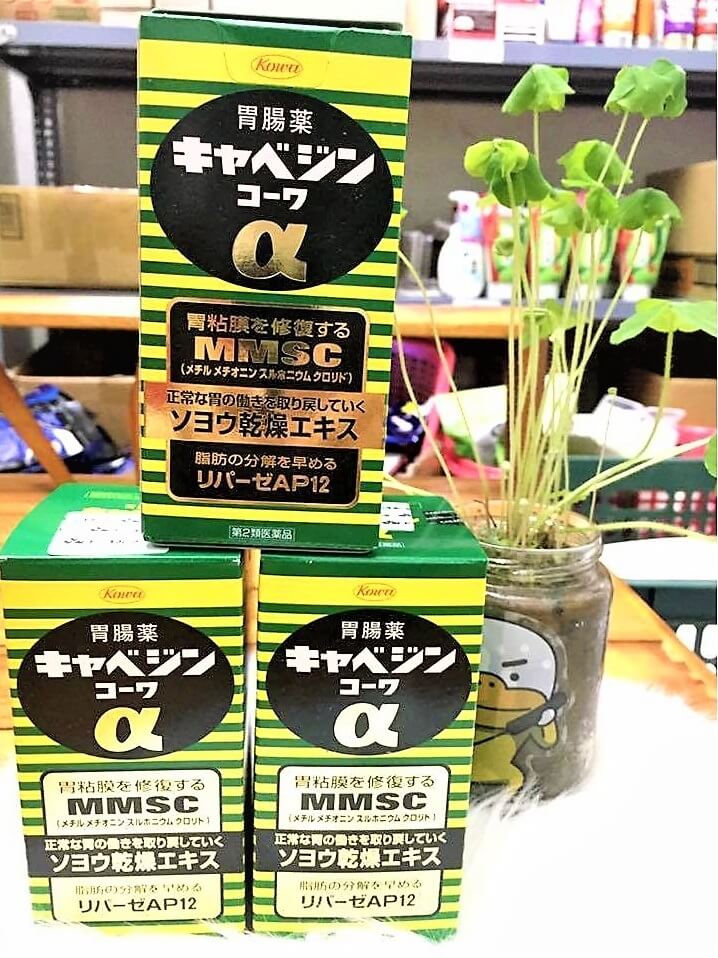 Kowa
胃腸薬
キャベジン
コーワ
α
胃粘膜を修復する
MMSC
(メチルメチオニンスルホニウムクロリド)
正常な胃の働きを取り戻していく
ソヨウ乾燥エキス
脂肪の分解を早める
リパーゼAP12
第2類医薬品
Kowa
胃腸薬
キャベジン
コーワ
α
胃粘膜を修復する
MMSC
(メチルメチオニンスルホニウムクロリド)
正常な胃の働きを取り戻していく
ソヨウ乾燥エキス
脂肪の分解を早める
リパーゼAP12
Kowa
胃腸薬
キャベジン
コーワ
α
胃粘膜を修復する
MMSC
(メチルメチオニンスルホニウムクロリド)
正常な胃の働きを取り戻していく
ソヨウ乾燥エキス
脂肪の分解を早める
リパーゼAP12